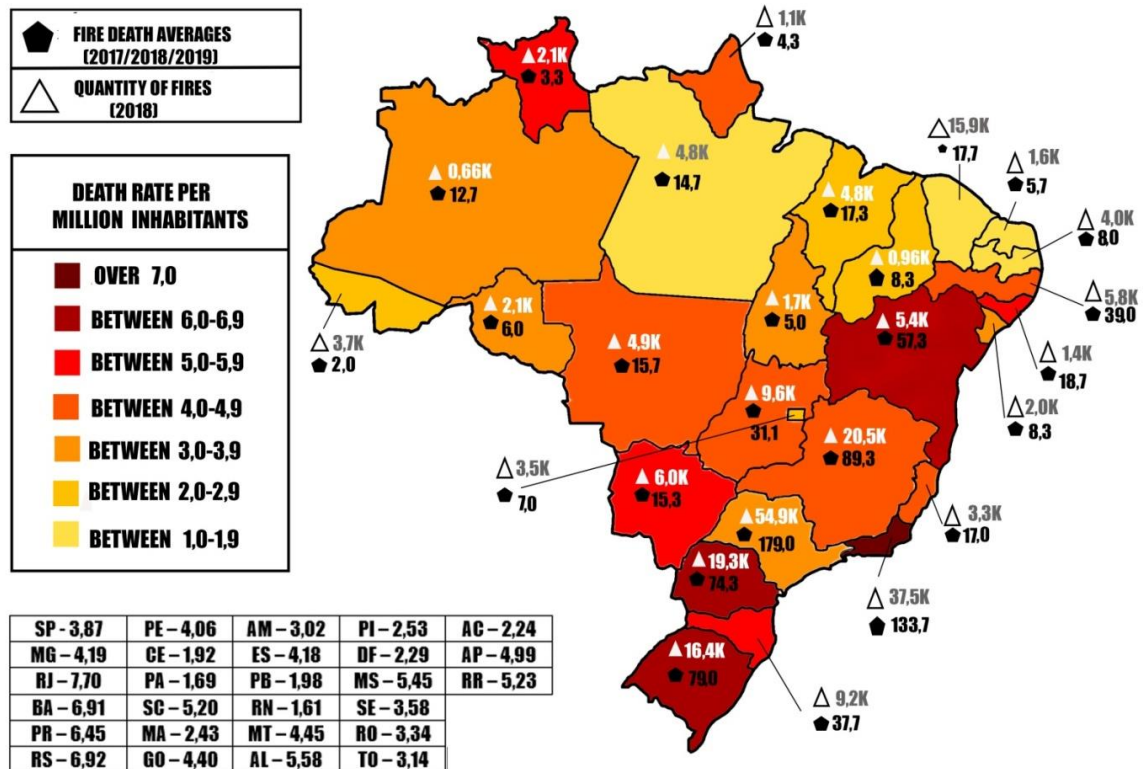 FIRE DEATH AVERAGES
(2017/2018/2019)
QUANTITY OF FIRES
(2018)
DEATH RATE PER
MILLION INHABITANTS
OVER 7,0
BETWEEN 6,0-6,9
BETWEEN 5,0-5,9
BETWEEN 4,0-4,9
BETWEEN 3,0-3,9
BETWEEN 2,0-2,9
BETWEEN 1,0-1,9
1,1K
4,3
2,1K
3,3
0,66K
12,7
4,8K
14,7
4,8K
17,3
15,9K
17,7
1,6K
5,7
4,0K
8,0
0,96K
8,3
5,8K
39,0
3,7K
2,0
2,1K
6,0
4,9K
15,7
1,7K
5,0
5,4K
57,3
1,4K
18,7
2,0K
8,3
9,6K
31,1
3,5K
7,0
20,5K
89,3
6,0K
15,3
54,9K
179,0
3,3K
17,0
19,3K
74,3
37,5K
133,7
16,4K
79,0
9,2K
37,7
SP - 3,87 PE – 4,06 AM – 3,02 PI – 2,53 AC – 2,24
MG – 4,19 CE – 1,92 ES – 4,18 DF – 2,29 AP – 4,99
RJ – 7,70 PA – 1,69 PB – 1,98 MS – 5,45 RR – 5,23
BA – 6,91 SC – 5,20 RN – 1,61 SE – 3,58
PR – 6,45 MA – 2,43 MT – 4,45 RO – 3,34
RS – 6,92 GO – 4,40 AL – 5,58 TO – 3,14